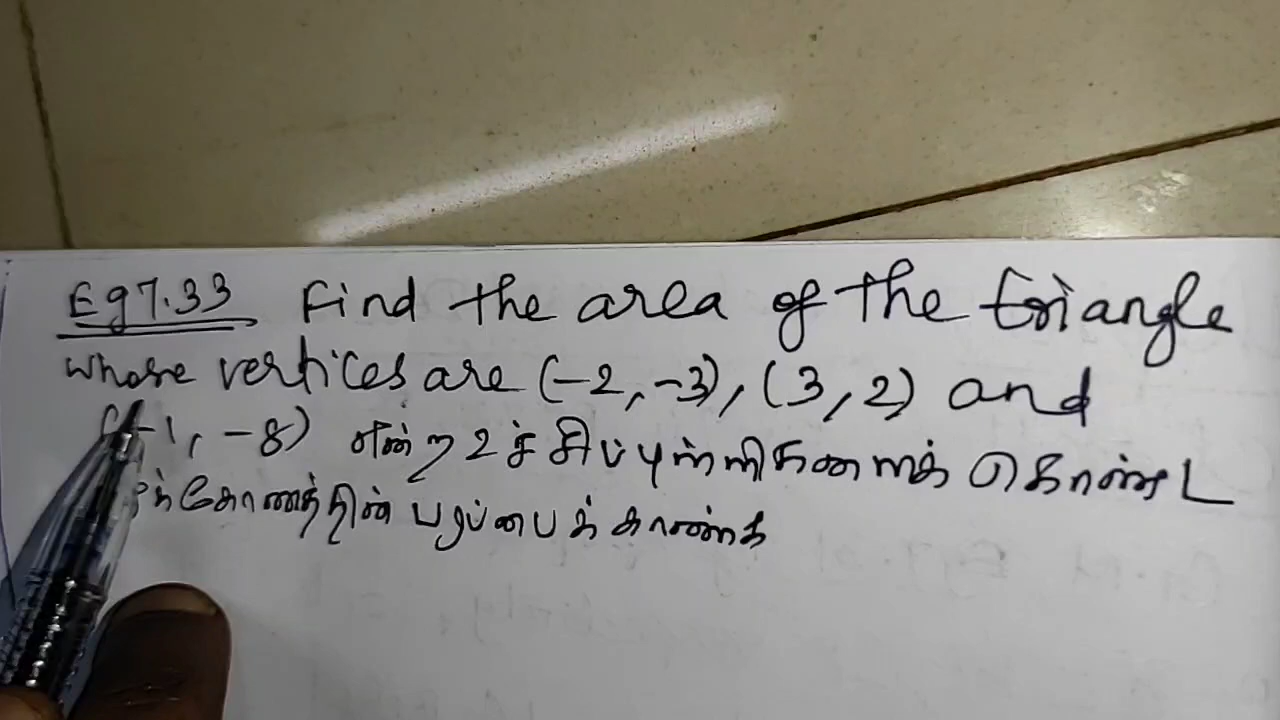 Eg 7.33 Find the area of the triangle
whose vertices are (-2, -3), (3, 2) and
(-1, -8) என்ற உச்சிப்புள்ளிகளைக் கொண்ட
முக்கோணத்தின் பரப்பைக் காண்க